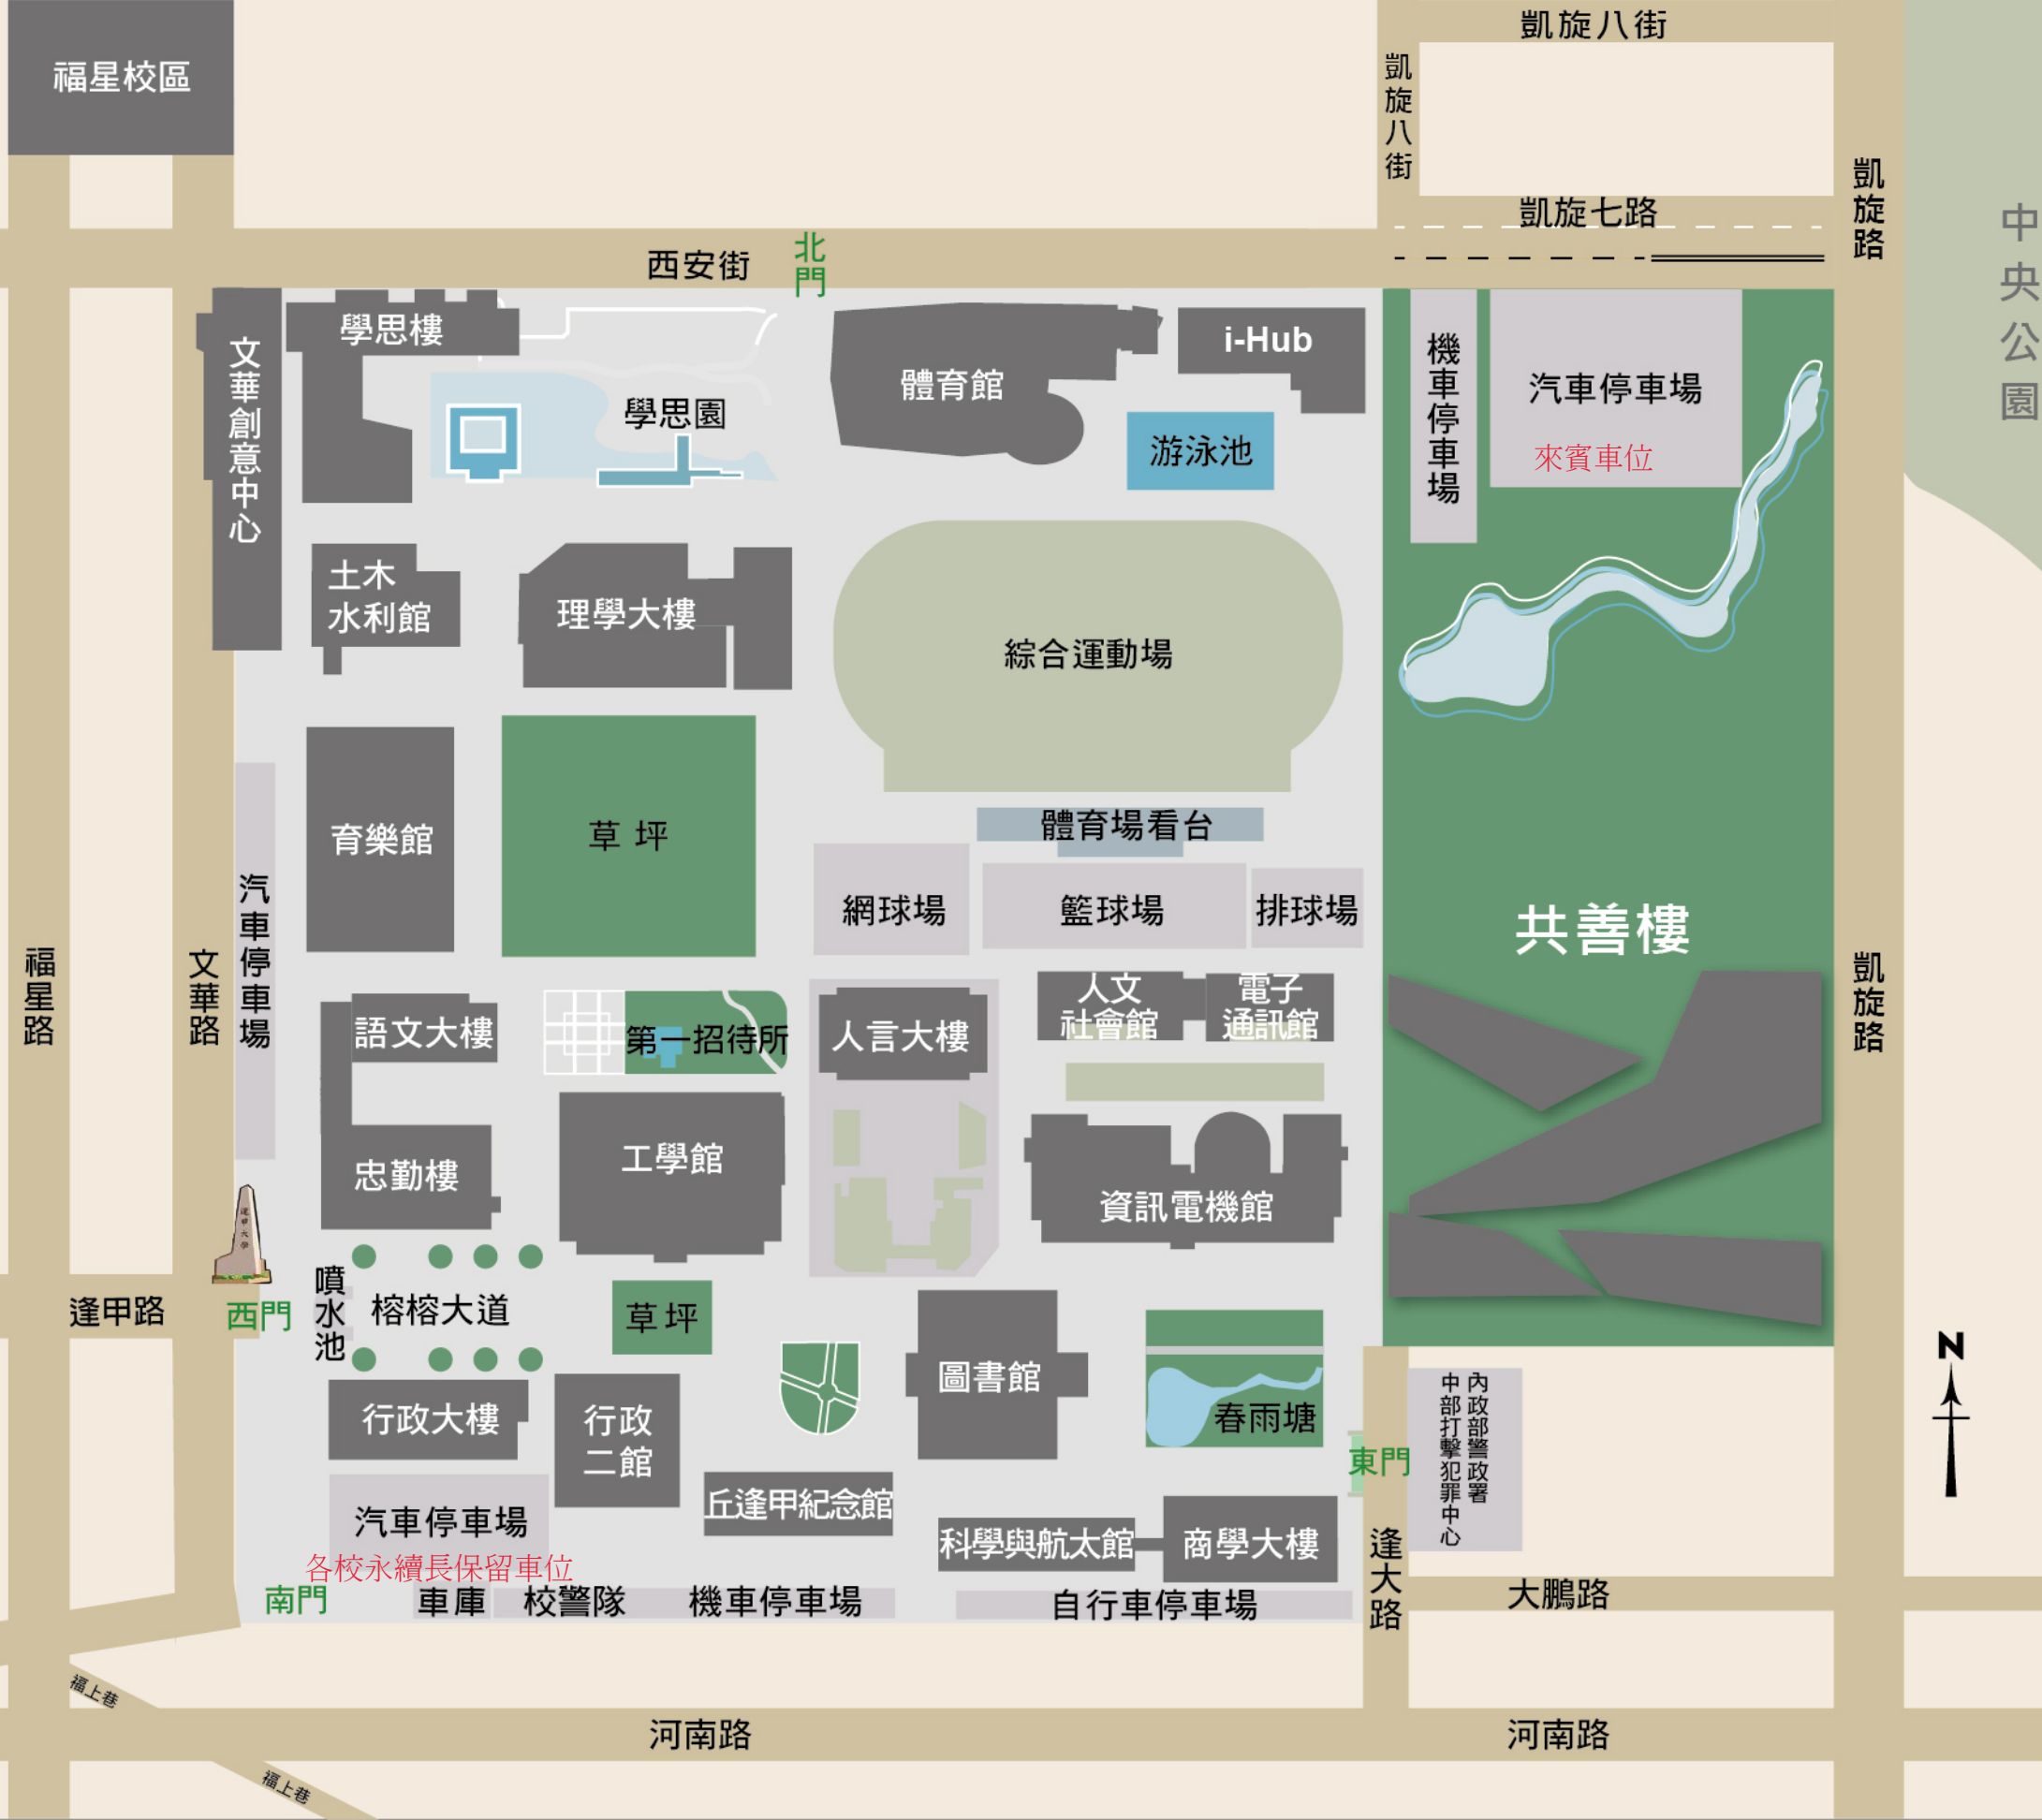 凱旋八街
福星校區
凱旋八街
凱旋路
凱旋七路
中央公園
西安街
北門
學思樓
i-Hub
文華創意中心
體育館
機車停車場
汽車停車場
學思園
游泳池
來賓車位
土木
水利館
理學大樓
綜合運動場
育樂館
草坪
體育場看台
汽車停車場
網球場
籃球場
排球場
共善樓
福星路
文華路
凱旋路
語文大樓
第一招待所
人言大樓
人文
社會館
電子
通訊館
忠勤樓
工學館
資訊電機館
逢甲大學
噴水池
逢甲路
西門
榕榕大道
草坪
N
圖書館
春雨塘
行政大樓
行政
二館
東門
內政部警政署
中部打擊犯罪中心
丘逢甲紀念館
汽車停車場
科學與航太館
商學大樓
逢大路
各校永續長保留車位
南門
車庫
校警隊
機車停車場
自行車停車場
大鵬路
福上巷
河南路
河南路
福上巷